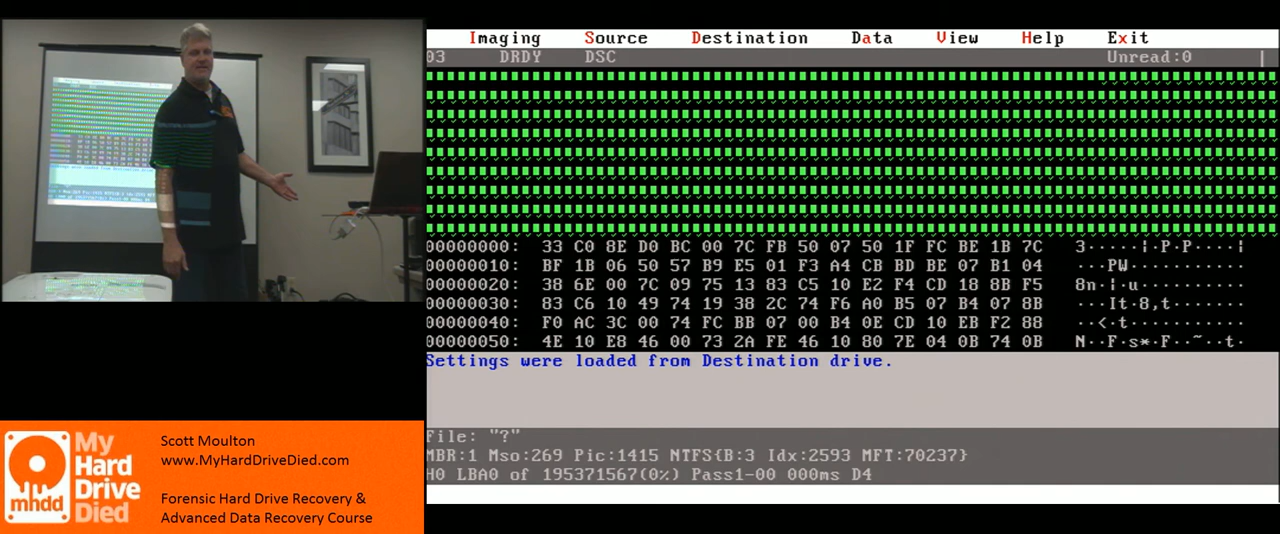 Imaging Source Destination Data View Help Exit
03 DRDY DSC Unread:0 |
00000000: 33 C0 8E D0 BC 00 7C FB 50 07 50 1F FC BE 1B 7C 3·····¦·P·P····¦
00000010: BF 1B 06 50 57 B9 E5 01 F3 A4 CB BD BE 07 B1 04 ···PW···········
00000020: 38 6E 00 7C 09 75 13 83 C5 10 E2 F4 CD 18 8B F5 8n·¦·u··········
00000030: 83 C6 10 49 74 19 38 2C 74 F6 A0 B5 07 B4 07 8B ···It·8,t·······
00000040: F0 AC 3C 00 74 FC BB 07 00 B4 0E CD 10 EB F2 88 ··<·t···········
00000050: 4E 10 E8 46 00 73 2A FE 46 10 80 7E 04 0B 74 0B N··F·s*·F··~··t·
Settings were loaded from Destination drive.
File: "?"
MBR:1 Mso:269 Pic:1415 NTFS{B:3 Idx:2593 MFT:70237}
H0 LBA0 of 195371567(0%) Pass1-00 000ms D4
My
Hard
Drive
Died
mhdd
Scott Moulton
www.MyHardDriveDied.com
Forensic Hard Drive Recovery &
Advanced Data Recovery Course